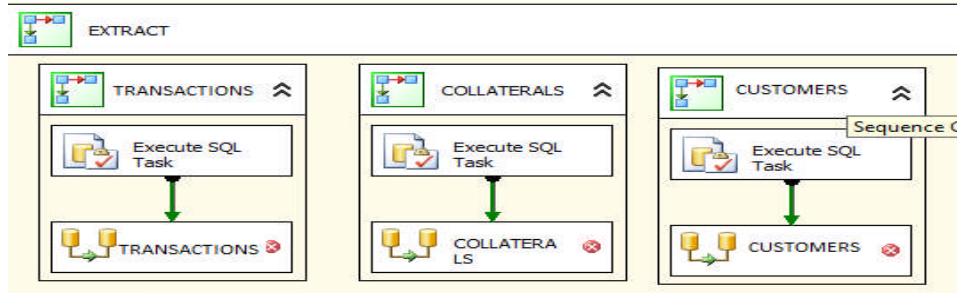 EXTRACT
TRANSACTIONS
COLLATERALS
CUSTOMERS
Sequence C
Execute SQL
Task
Execute SQL
Task
Execute SQL
Task
TRANSACTIONS
COLLATERA
LS
CUSTOMERS